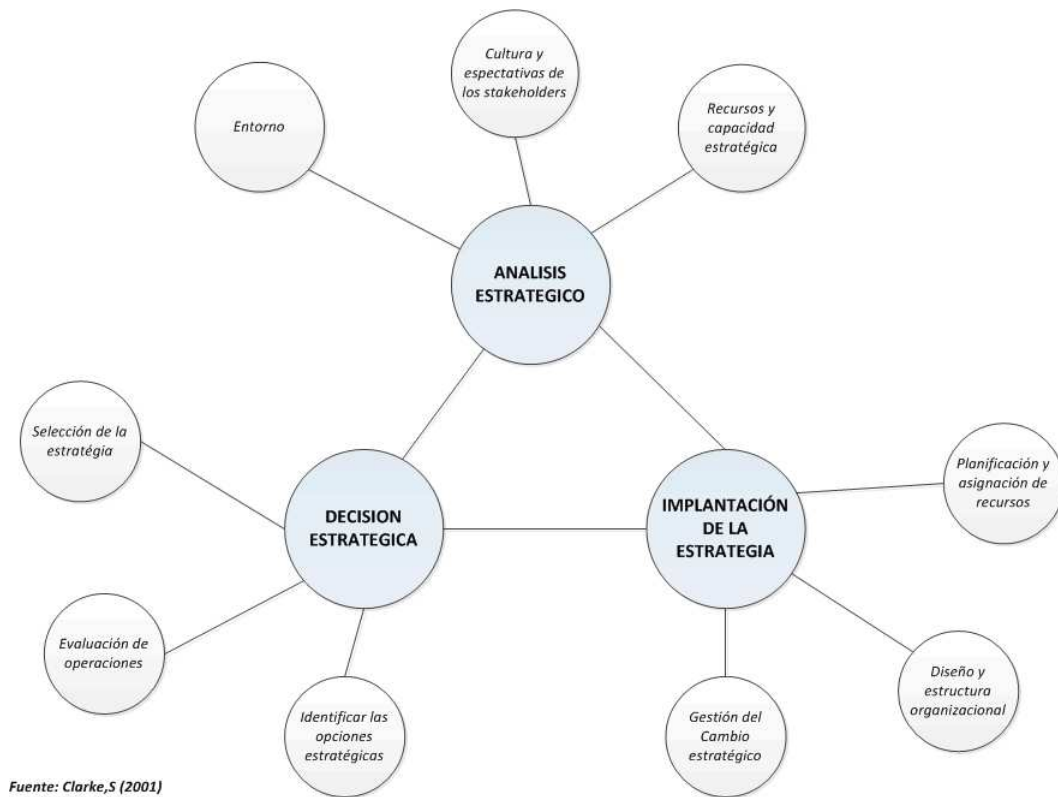 Cultura y
espectativas de
los stakeholders
Entorno
Recursos y
capacidad
estratégica
ANALISIS
ESTRATEGICO
Selección de la
estratégia
Planificación y
asignación de
recursos
DECISION
ESTRATEGICA
IMPLANTACIÓN
DE LA
ESTRATEGIA
Evaluación de
operaciones
Diseño y
estructura
organizacional
Identificar las
opciones
estratégicas
Gestión del
Cambio
estratégico
Fuente: Clarke,S (2001)